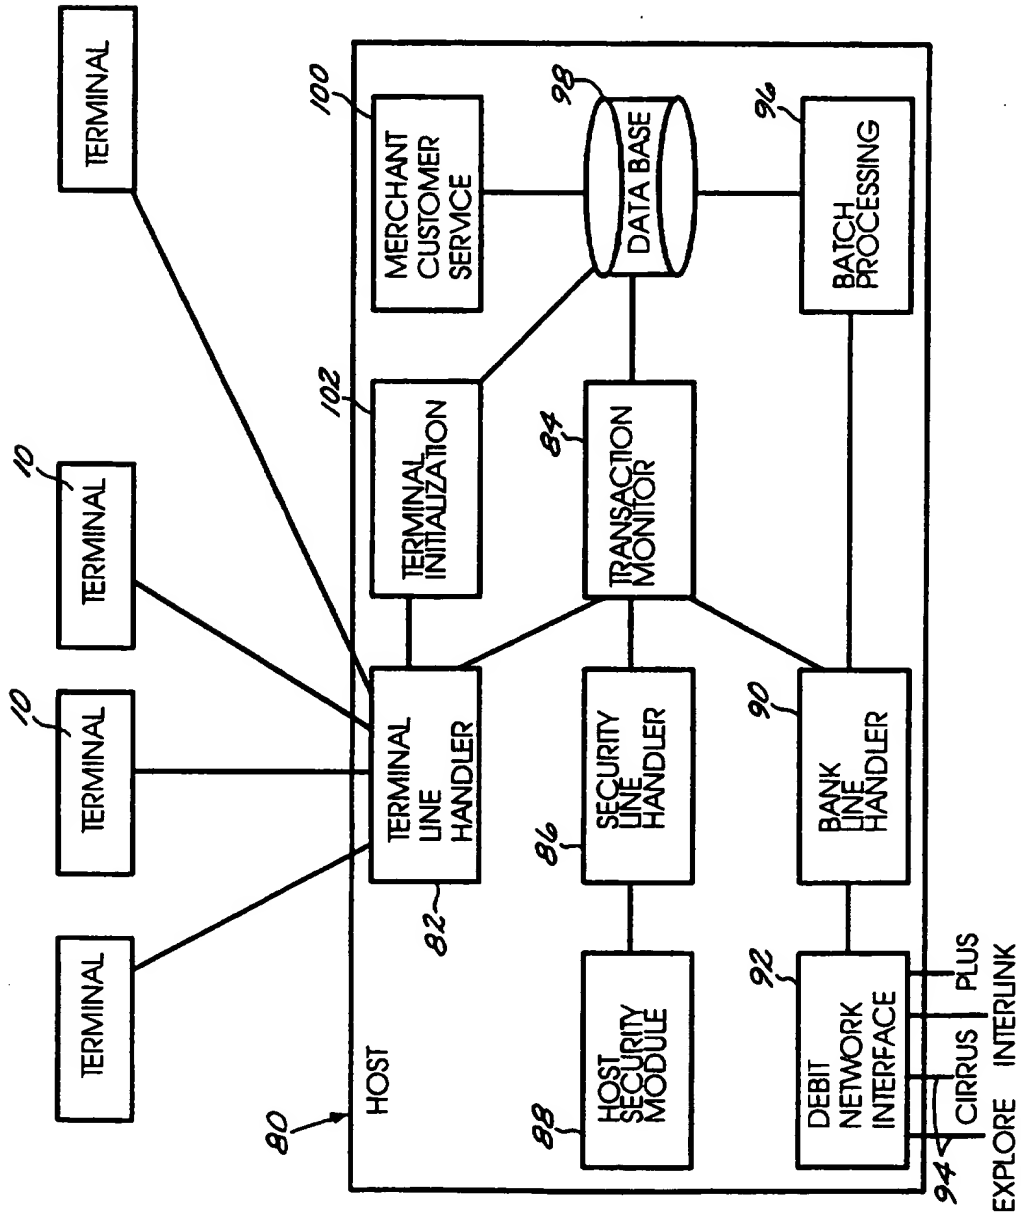 TERMINAL
TERMINAL
10
TERMINAL
10
TERMINAL
80
HOST
82
TERMINAL
LINE
HANDLER
102
TERMINAL
INITIALIZATION
100
MERCHANT
CUSTOMER
SERVICE
88
HOST
SECURITY
MODULE
86
SECURITY
LINE
HANDLER
84
TRANSACTION
MONITOR
98
DATA BASE
92
DEBIT
NETWORK
INTERFACE
90
BANK
LINE
HANDLER
96
BATCH
PROCESSING
94
CIRRUS
PLUS
EXPLORE
INTERLINK